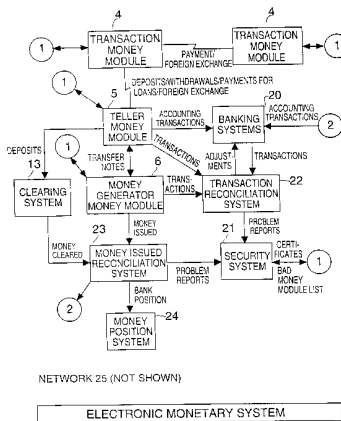 4
4
TRANSACTION
MONEY
MODULE
TRANSACTION
MONEY
MODULE
1
1
PAYMENT/
FOREIGN EXCHANGE
DEPOSITS/WITHDRAWALS/PAYMENTS FOR
LOANS/FOREIGN EXCHANGE
1
5
20
TELLER
MONEY
MODULE
ACCOUNTING
TRANSACTIONS
BANKING
SYSTEMS
ACCOUNTING
TRANSACTIONS
2
DEPOSITS
13
1
TRANSFER
NOTES
6
TRANSACTIONS
ADJUST-
MENTS
TRANSACTIONS
22
CLEARING
SYSTEM
MONEY
GENERATOR
MONEY MODULE
TRANS-
ACTIONS
TRANSACTION
RECONCILIATION
SYSTEM
MONEY
ISSUED
23
21
PROBLEM
REPORTS
MONEY
CLEARED
MONEY ISSUED
RECONCILIATION
SYSTEM
PROBLEM
REPORTS
SECURITY
SYSTEM
CERTI-
FICATES
1
BAD
MONEY
MODULE LIST
2
BANK
POSITION
MONEY
POSITION
SYSTEM
24
NETWORK 25 (NOT SHOWN)
ELECTRONIC MONETARY SYSTEM